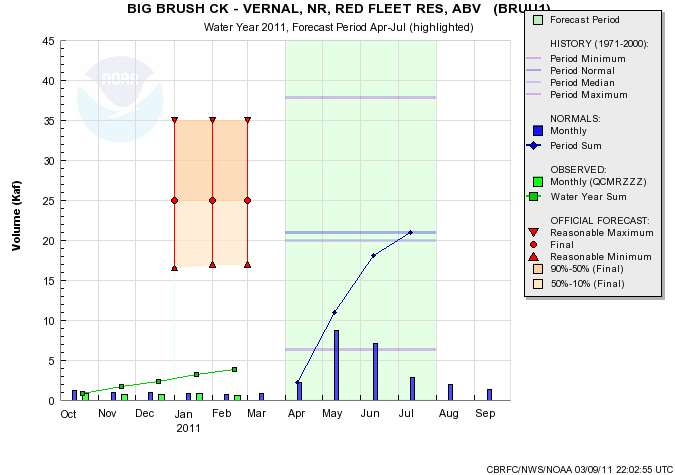 BIG BRUSH CK - VERNAL, NR, RED FLEET RES, ABV (BRUU1)
Water Year 2011, Forecast Period Apr-Jul (highlighted)
Volume (Kaf)
45
40
35
30
25
20
15
10
5
0
NOAA
Oct
Nov
Dec
Jan
Feb
Mar
Apr
May
Jun
Jul
Aug
Sep
2011
Forecast Period
HISTORY (1971-2000):
Period Minimum
Period Normal
Period Median
Period Maximum
NORMALS:
Monthly
Period Sum
OBSERVED:
Monthly (QCMRZZZ)
Water Year Sum
OFFICIAL FORECAST:
Reasonable Maximum
Final
Reasonable Minimum
90%-50% (Final)
50%-10% (Final)
CBRFC/NWS/NOAA 03/09/11 22:02:55 UTC